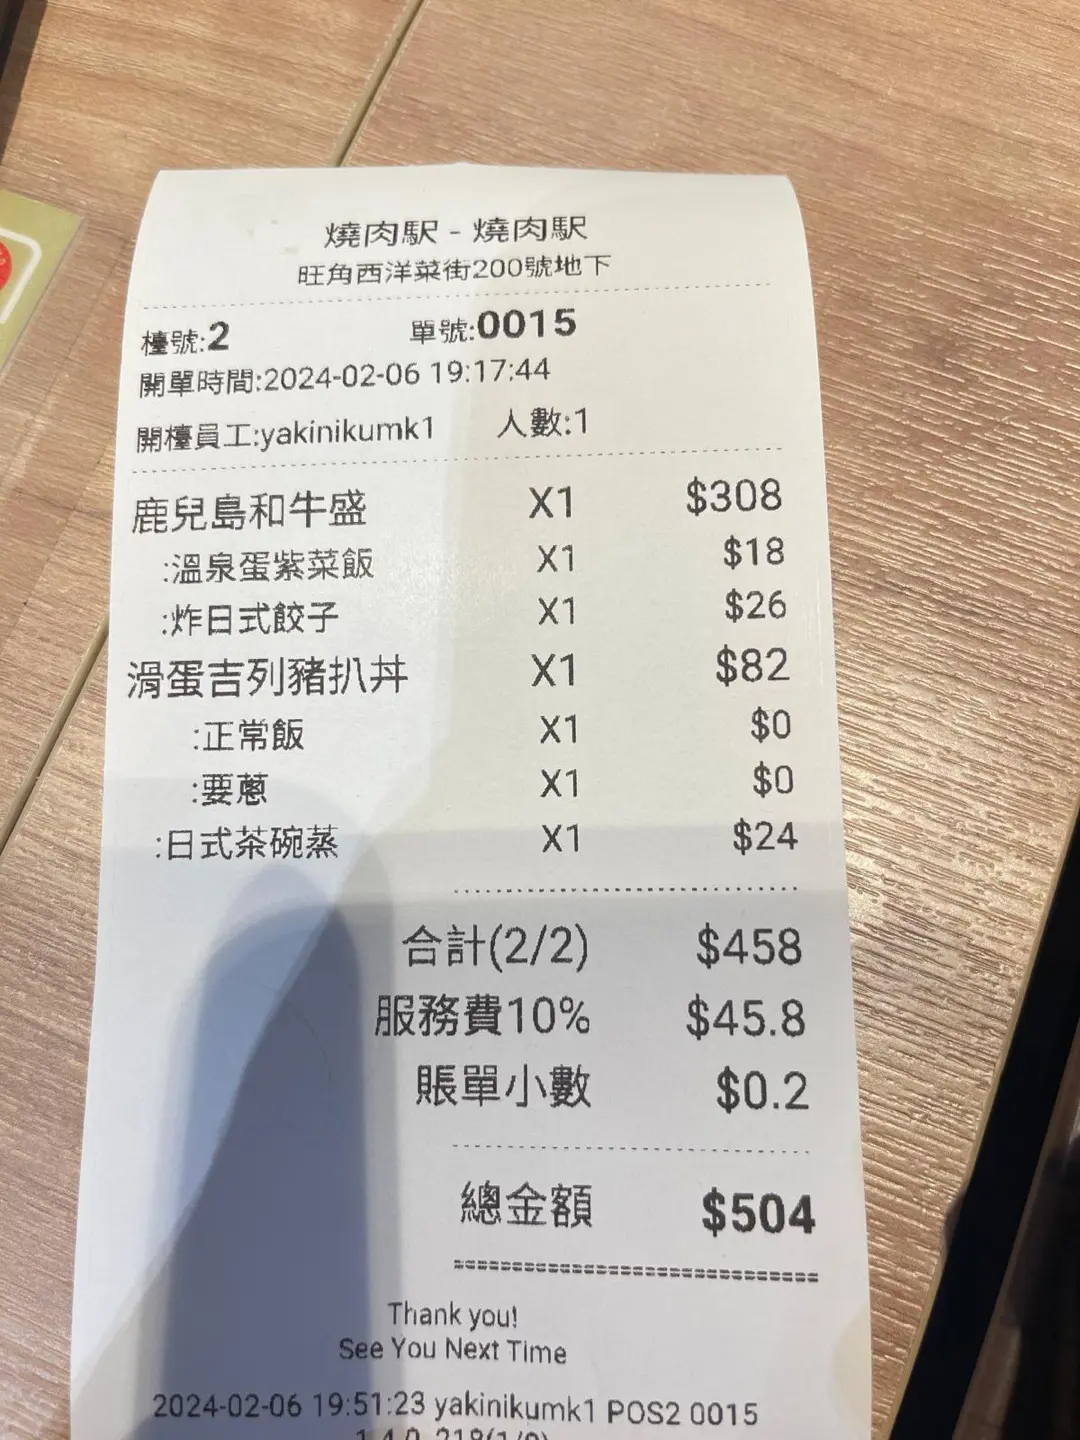 燒肉駅 - 燒肉駅
旺角西洋菜街200號地下
檯號:2 單號:0015
開單時間:2024-02-06 19:17:44
開檯員工:yakinikumk1 人數:1
鹿兒島和牛盛 X1 $308
:溫泉蛋紫菜飯 X1 $18
:炸日式餃子 X1 $26
滑蛋吉列豬扒丼 X1 $82
:正常飯 X1 $0
:要蔥 X1 $0
:日式茶碗蒸 X1 $24
合計(2/2) $458
服務費10% $45.8
賬單小數 $0.2
總金額 $504
Thank you!
See You Next Time
2024-02-06 19:51:23 yakinikumk1 POS2 0015